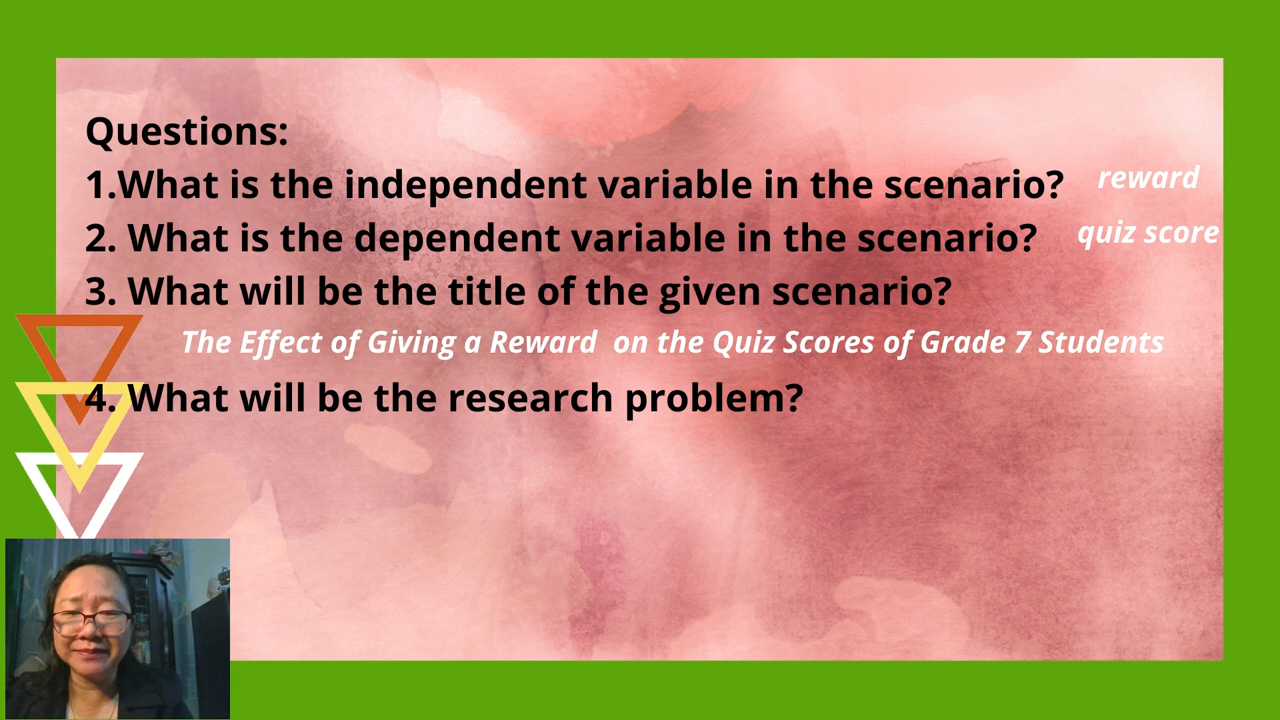 Questions:
1.What is the independent variable in the scenario? reward
2. What is the dependent variable in the scenario? quiz score
3. What will be the title of the given scenario?
The Effect of Giving a Reward on the Quiz Scores of Grade 7 Students
4. What will be the research problem?